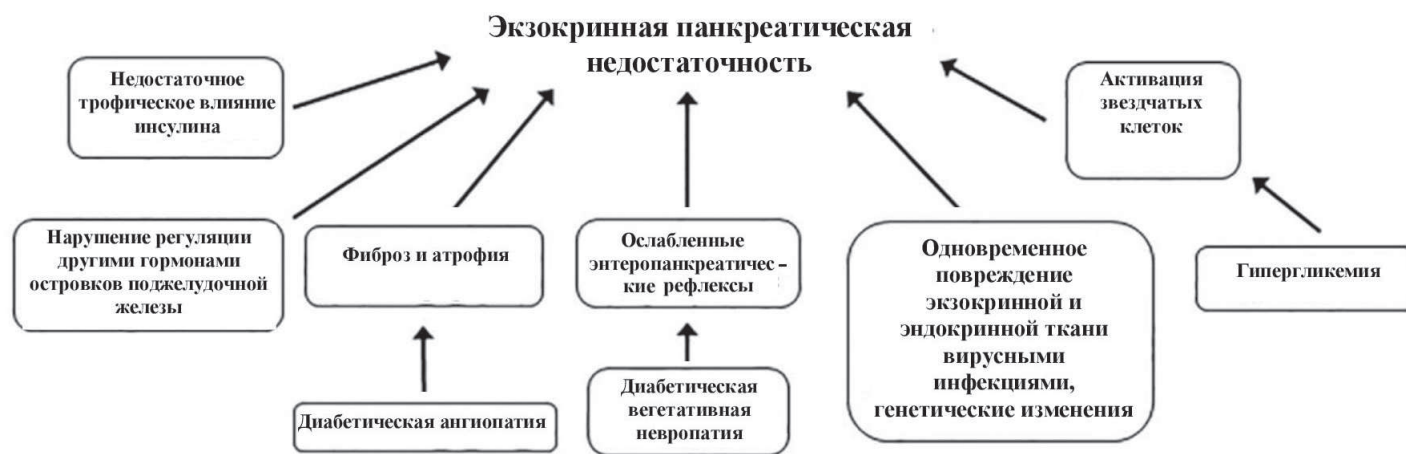 Экзокринная панкреатическая
недостаточность
Недостаточное
трофическое влияние
инсулина
Активация
звездчатых
клеток
Нарушение регуляции
другими гормонами
островков поджелудочной
железы
Фиброз и атрофия
Ослабленные
энтеропанкреатичес–
кие рефлексы
Одновременное
повреждение
экзокринной и
эндокринной ткани
вирусными
инфекциями,
генетические изменения
Гипергликемия
Диабетическая ангиопатия
Диабетическая
вегетативная
невропатия